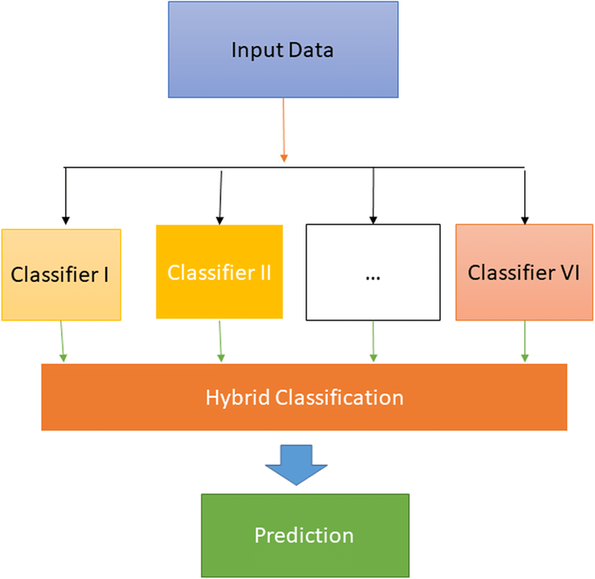 Input Data
Classifier I
Classifier II
...
Classifier VI
Hybrid Classification
Prediction